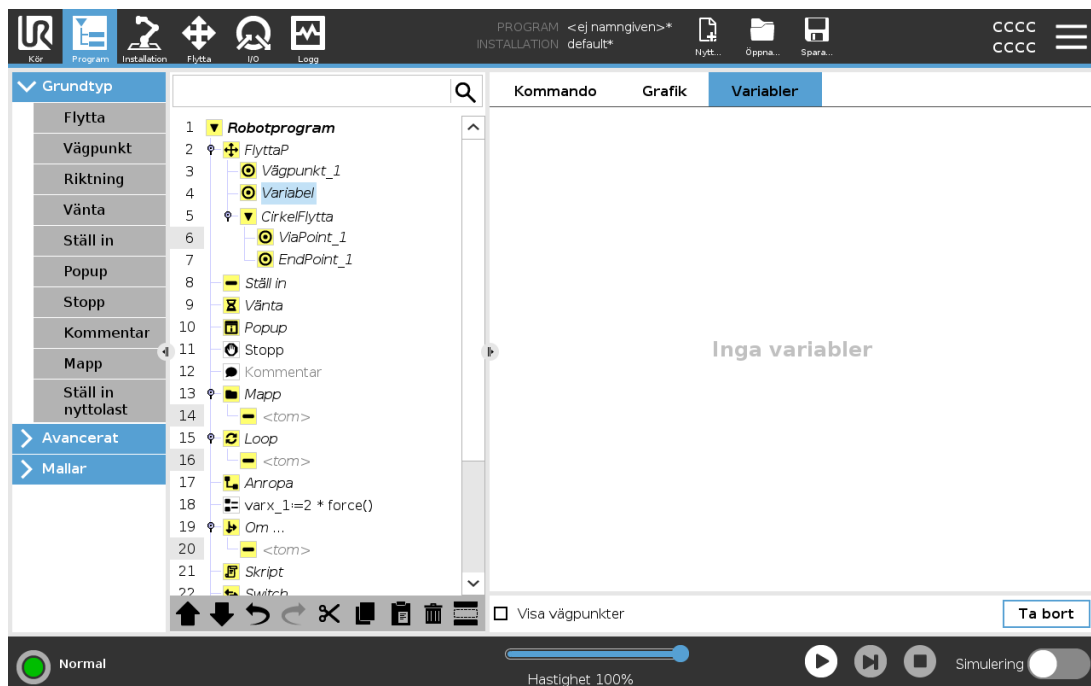 PROGRAM <ej namngiven>*
INSTALLATION default*
CCCC
CCCC
UR
Kör
Program
Installation
Flytta
I/O
Logg
Nytt...
Öppna...
Spara...
Grundtyp
Flytta
Vägpunkt
Riktning
Vänta
Ställ in
Popup
Stopp
Kommentar
Mapp
Ställ in
nyttolast
Avancerat
Mallar
1 Robotprogram
2 FlyttaP
3 Vägpunkt_1
4 Variabel
5 CirkelFlytta
6 ViaPoint_1
7 EndPoint_1
8 Ställ in
9 Vänta
10 Popup
11 Stopp
12 Kommentar
13 Mapp
14 <tom>
15 Loop
16 <tom>
17 Anropa
18 varx_1:=2 * force()
19 Om ...
20 <tom>
21 Skript
22 Switch
Kommando
Grafik
Variabler
Inga variabler
Visa vägpunkter
Ta bort
Normal
Hastighet 100%
Simulering